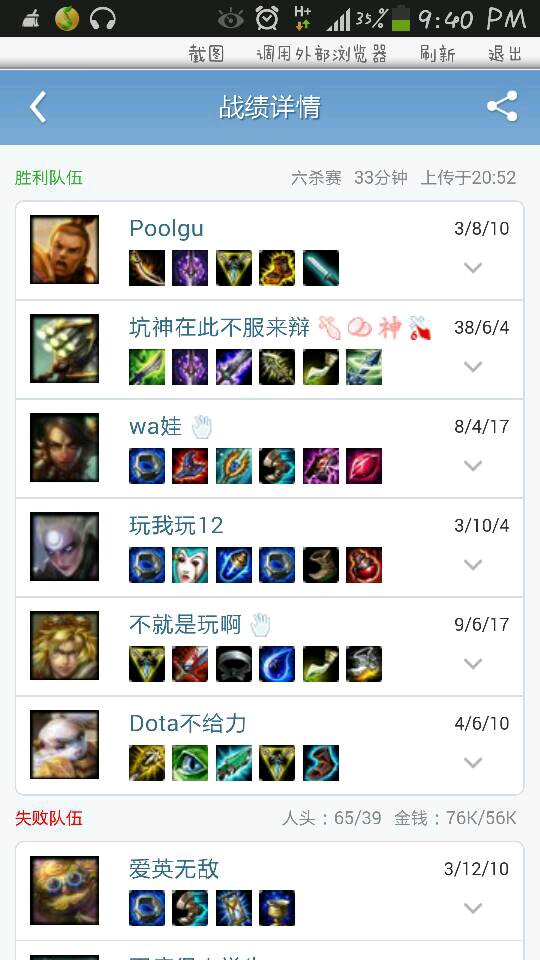 H+ 35% 9:40 PM
截图 调用外部浏览器 刷新 退出
战绩详情
胜利队伍 六杀赛 33分钟 上传于20:52
Poolgu 3/8/10
坑神在此不服来辩 神 38/6/4
wa娃 8/4/17
玩我玩12 3/10/4
不就是玩啊 9/6/17
Dota不给力 4/6/10
失败队伍 人头：65/39 金钱：76K/56K
爱英无敌 3/12/10